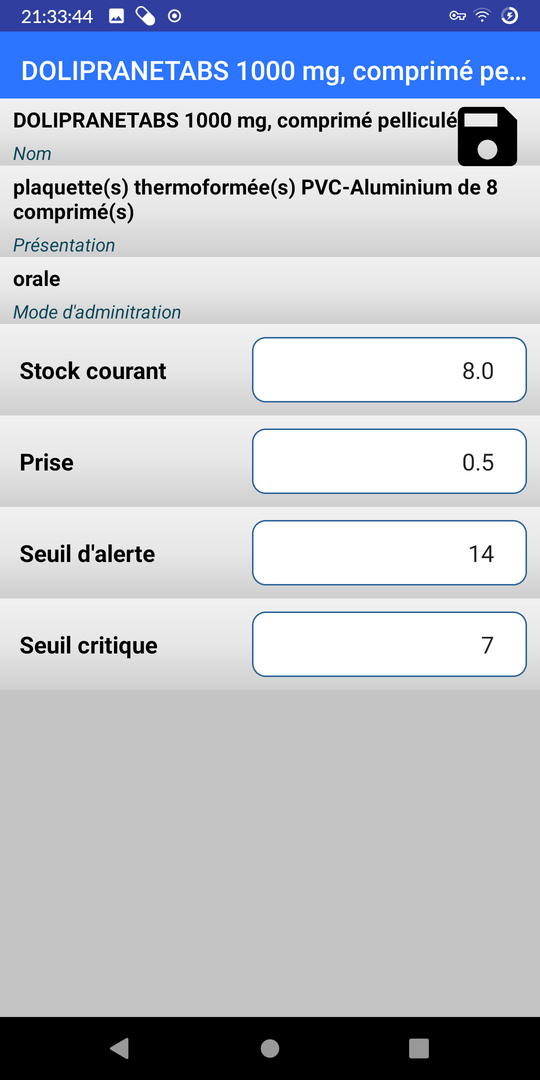 21:33:44
DOLIPRANETABS 1000 mg, comprimé pe…
DOLIPRANETABS 1000 mg, comprimé pelliculé
Nom
plaquette(s) thermoformée(s) PVC-Aluminium de 8
comprimé(s)
Présentation
orale
Mode d'adminitration
Stock courant 8.0
Prise 0.5
Seuil d'alerte 14
Seuil critique 7